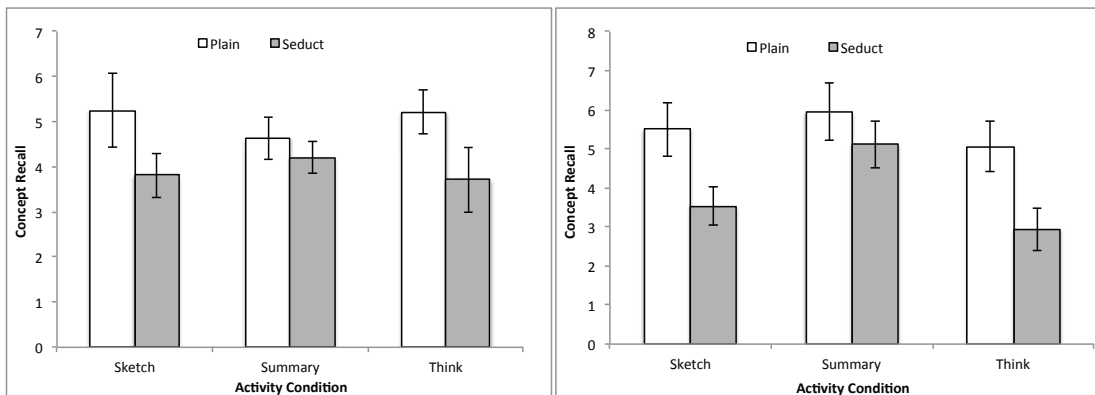 7
6
5
4
3
2
1
0
Concept Recall
Plain Seduct
Sketch Summary Think
Activity Condition
8
7
6
5
4
3
2
1
0
Concept Recall
Plain Seduct
Sketch Summary Think
Activity Condition